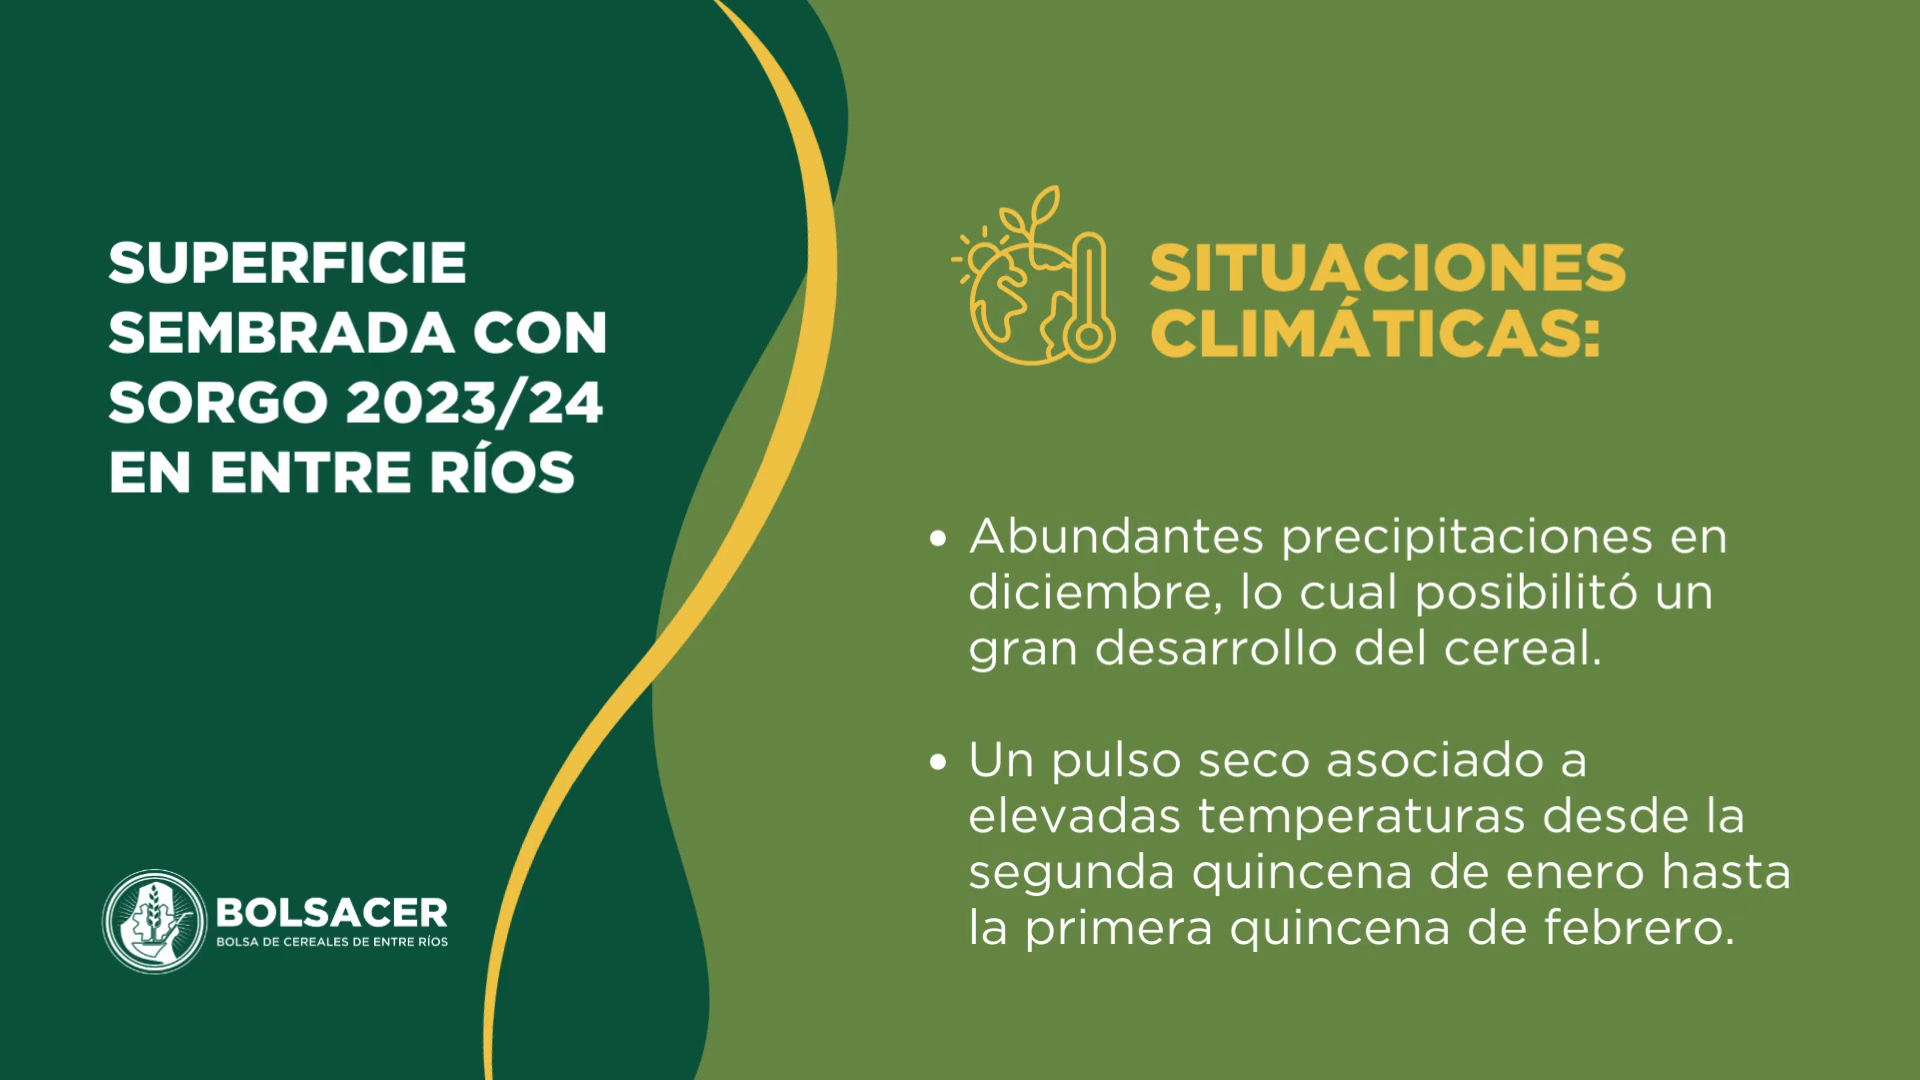 SUPERFICIE
SEMBRADA CON
SORGO 2023/24
EN ENTRE RÍOS
BOLSACER
BOLSA DE CEREALES DE ENTRE RÍOS
SITUACIONES
CLIMÁTICAS:
• Abundantes precipitaciones en
diciembre, lo cual posibilitó un
gran desarrollo del cereal.
• Un pulso seco asociado a
elevadas temperaturas desde la
segunda quincena de enero hasta
la primera quincena de febrero.